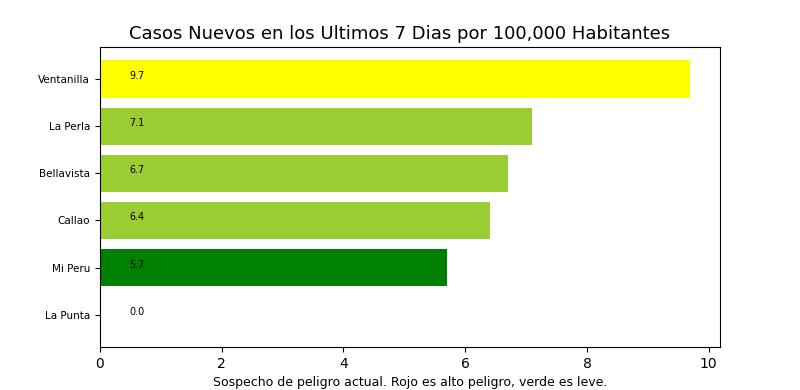 Casos Nuevos en los Ultimos 7 Dias por 100,000 Habitantes
Ventanilla 9.7
La Perla 7.1
Bellavista 6.7
Callao 6.4
Mi Peru 5.7
La Punta 0.0
0 2 4 6 8 10
Sospecho de peligro actual. Rojo es alto peligro, verde es leve.